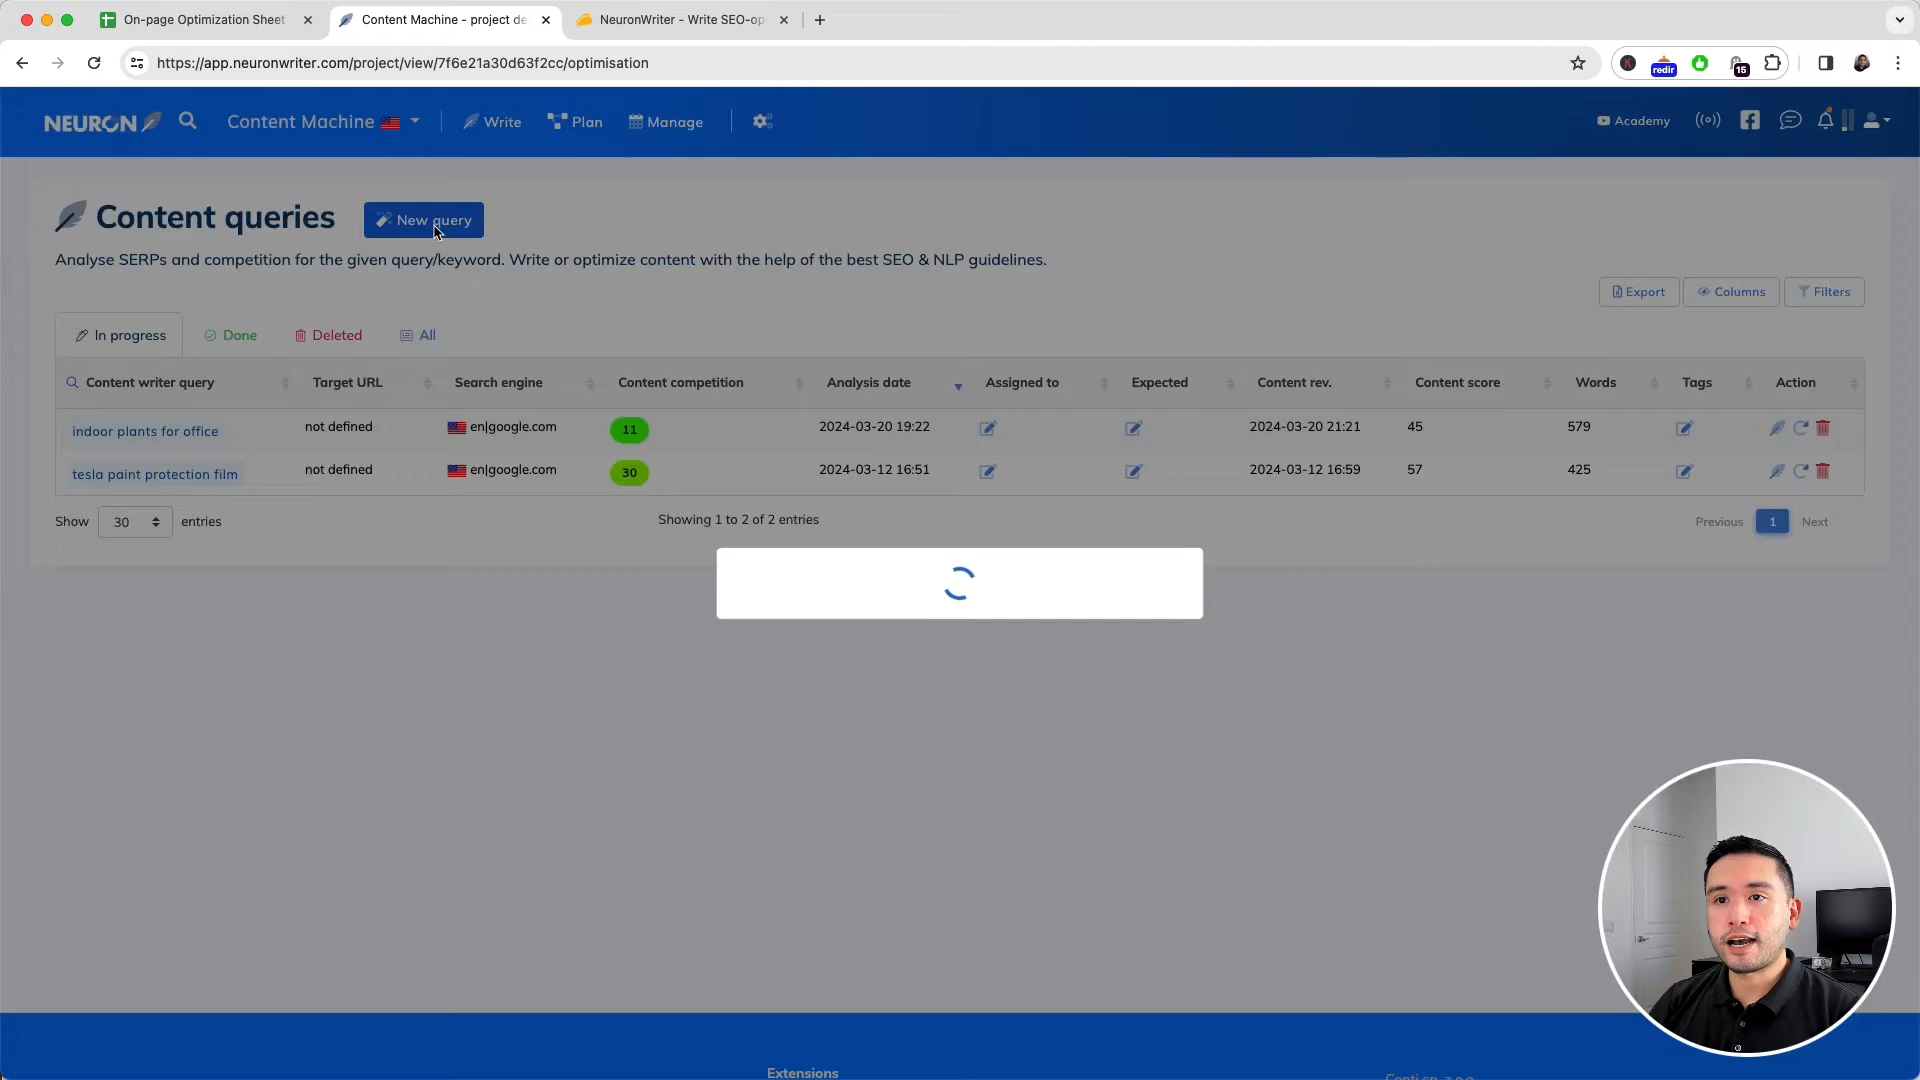 On-page Optimization Sheet
Content Machine - project de
NeuronWriter - Write SEO-op
https://app.neuronwriter.com/project/view/7f6e21a30d63f2cc/optimisation
redir
15
NEURON
Content Machine
Write
Plan
Manage
Academy
Content queries
New query
Analyse SERPs and competition for the given query/keyword. Write or optimize content with the help of the best SEO & NLP guidelines.
Export
Columns
Filters
In progress
Done
Deleted
All
Content writer query Target URL Search engine Content competition Analysis date Assigned to Expected Content rev. Content score Words Tags Action
indoor plants for office not defined en|google.com 11 2024-03-20 19:22 2024-03-20 21:21 45 579
tesla paint protection film not defined en|google.com 30 2024-03-12 16:51 2024-03-12 16:59 57 425
Show 30 entries
Showing 1 to 2 of 2 entries
Previous 1 Next
Extensions